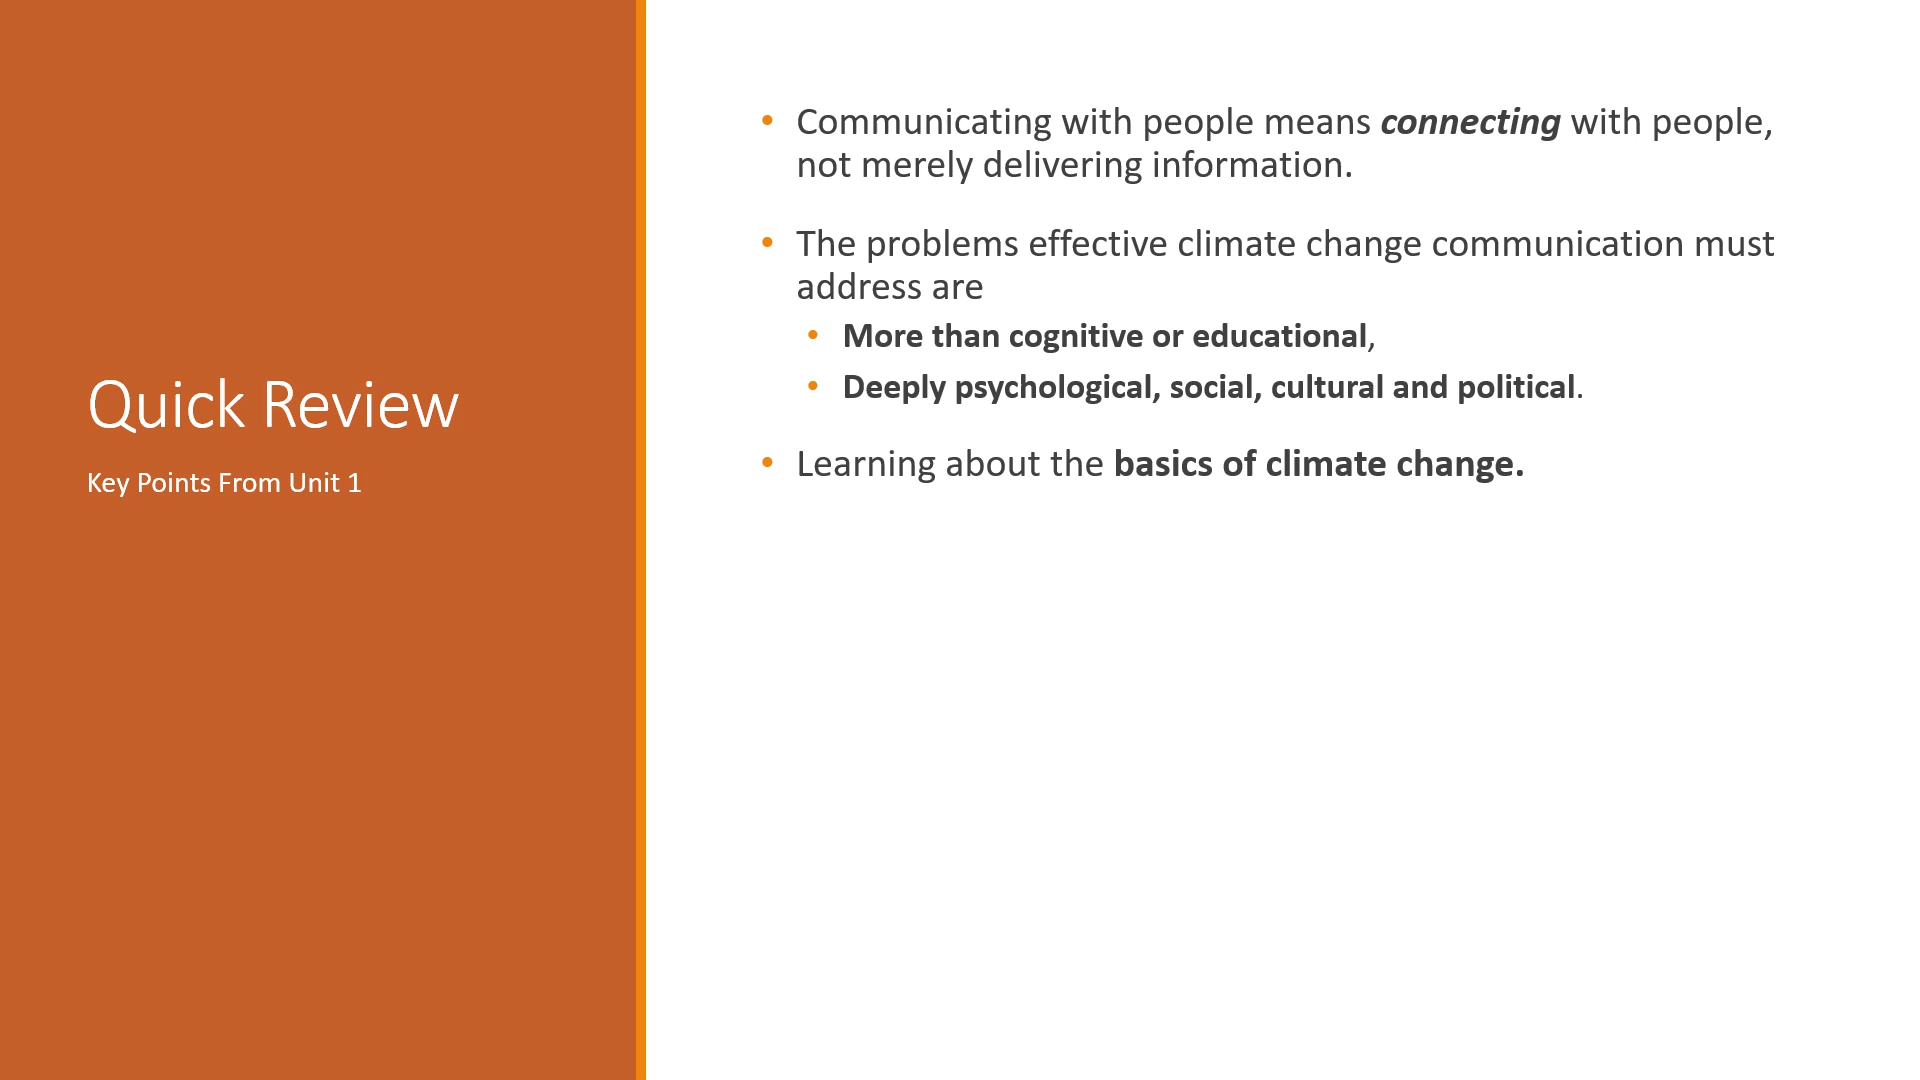 Quick Review
Key Points From Unit 1
• Communicating with people means connecting with people,
not merely delivering information.
• The problems effective climate change communication must
address are
• More than cognitive or educational,
• Deeply psychological, social, cultural and political.
• Learning about the basics of climate change.